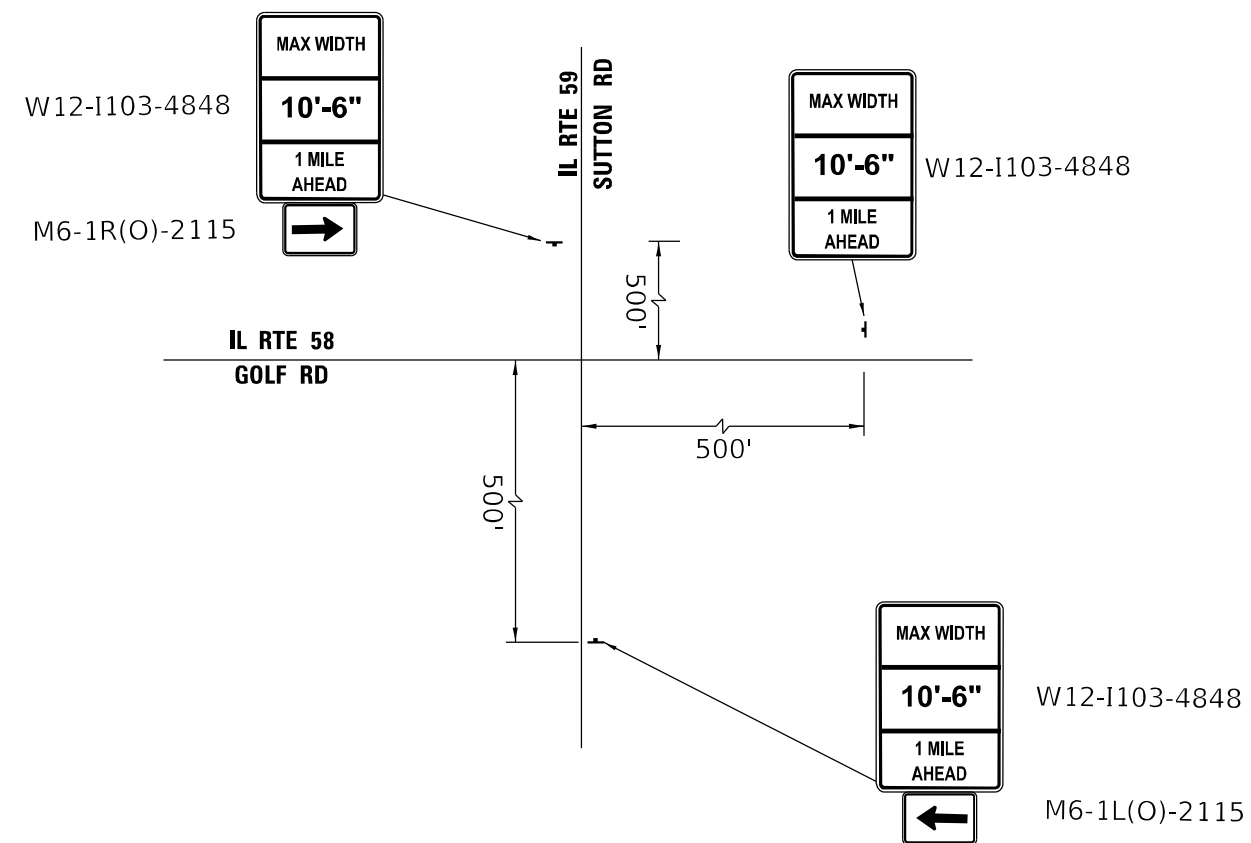 MAX WIDTH
10'-6"
1 MILE
AHEAD
W12-I103-4848
M6-1R(O)-2115
IL RTE 59
SUTTON RD
MAX WIDTH
10'-6"
1 MILE
AHEAD
W12-I103-4848
500'
IL RTE 58
GOLF RD
500'
500'
MAX WIDTH
10'-6"
1 MILE
AHEAD
W12-I103-4848
M6-1L(O)-2115